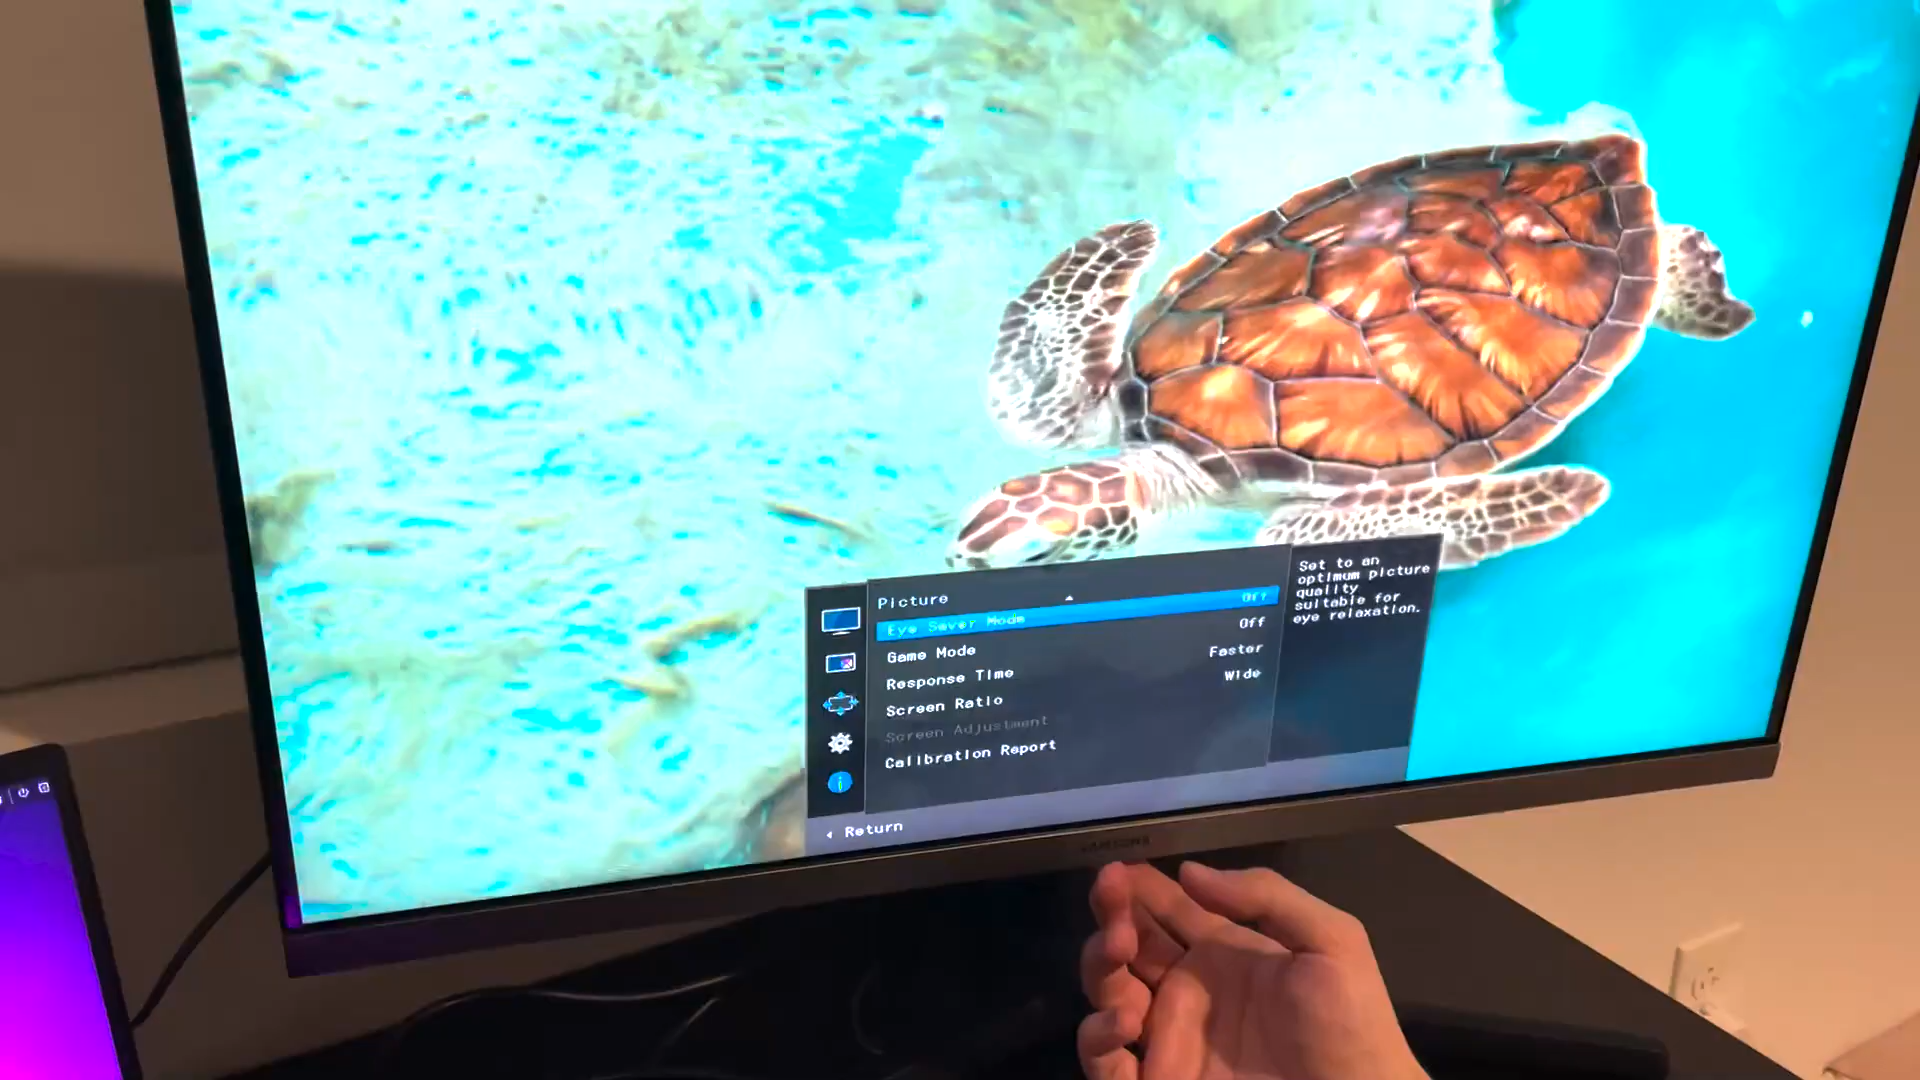 Picture
Eye Saver Mode Off
Game Mode Off
Response Time Faster
Screen Ratio Wide
Screen Adjustment
Calibration Report
Return
Set to an
optimum picture
quality
suitable for
eye relaxation.
SAMSUNG